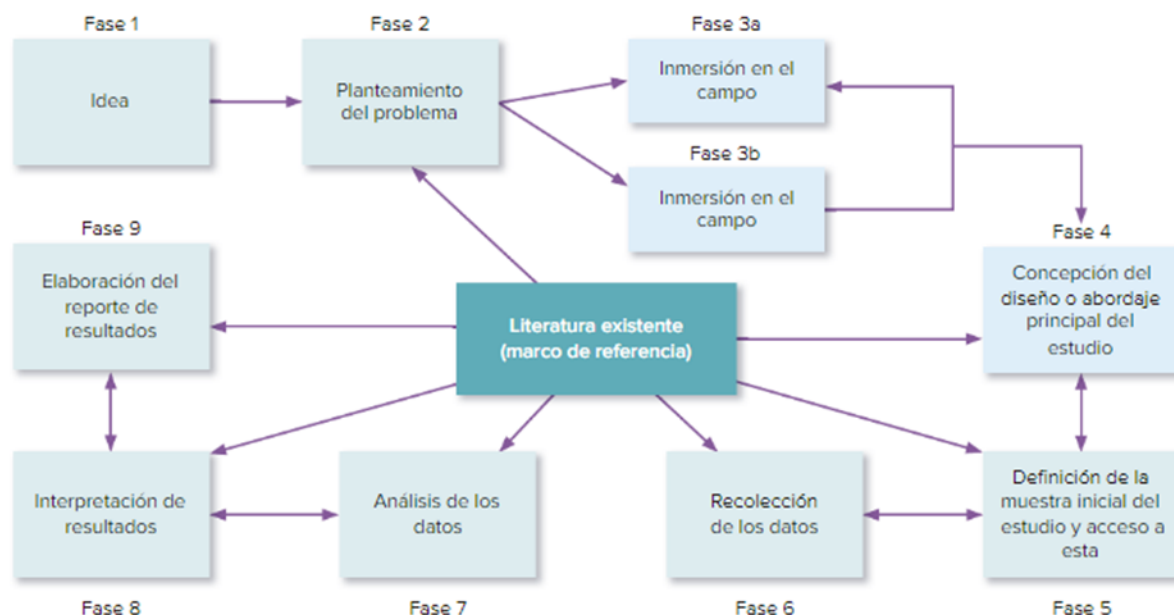 Fase 1
Idea
Fase 2
Planteamiento
del problema
Fase 3a
Inmersión en el
campo
Fase 3b
Inmersión en el
campo
Fase 4
Concepción del
diseño o abordaje
principal del
estudio
Fase 9
Elaboración del
reporte de
resultados
Literatura existente
(marco de referencia)
Interpretación de
resultados
Fase 8
Análisis de los
datos
Fase 7
Recolección
de los datos
Fase 6
Definición de la
muestra inicial del
estudio y acceso a
esta
Fase 5